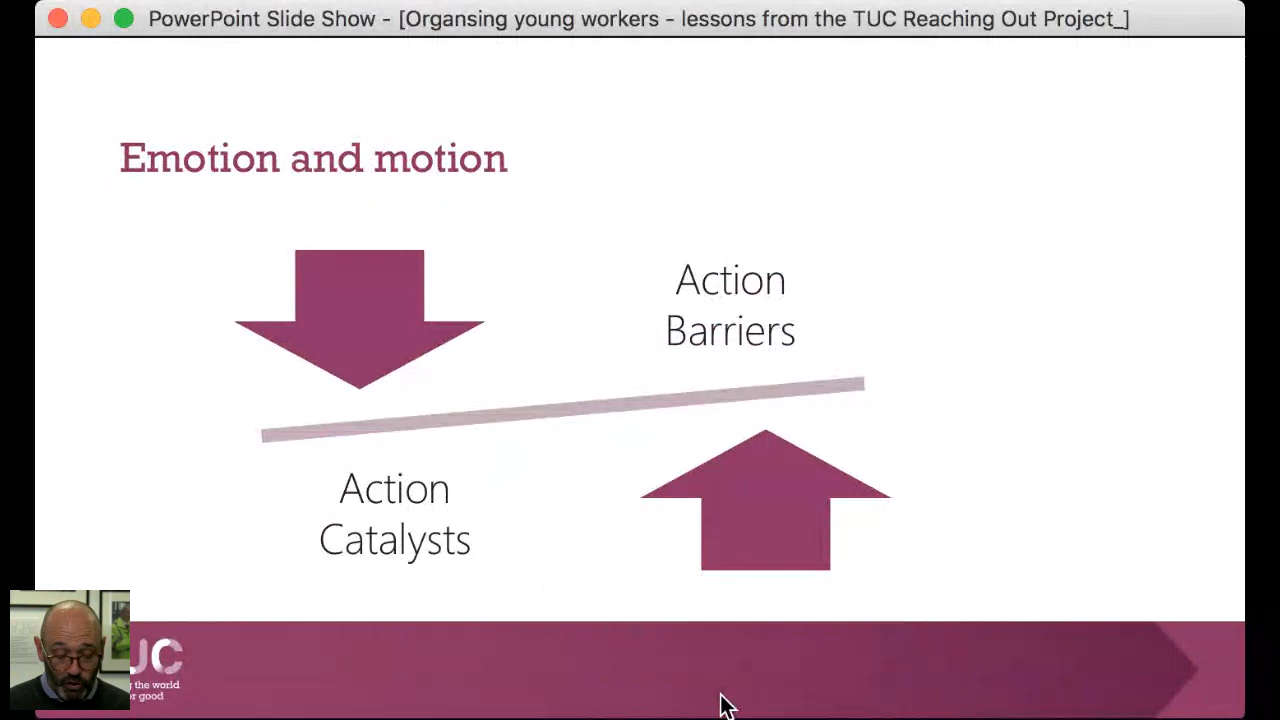 PowerPoint Slide Show - [Organsing young workers - lessons from the TUC Reaching Out Project_]
Emotion and motion
Action
Barriers
Action
Catalysts
UC
the world
for good